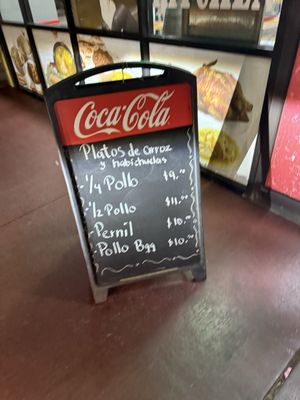 Coca-Cola
Platos de arroz
y habichuelas
- 1/4 Pollo $9.00
- 1/2 Pollo $11.00
- Pernil $10.00
- Pollo Bgg $10.00